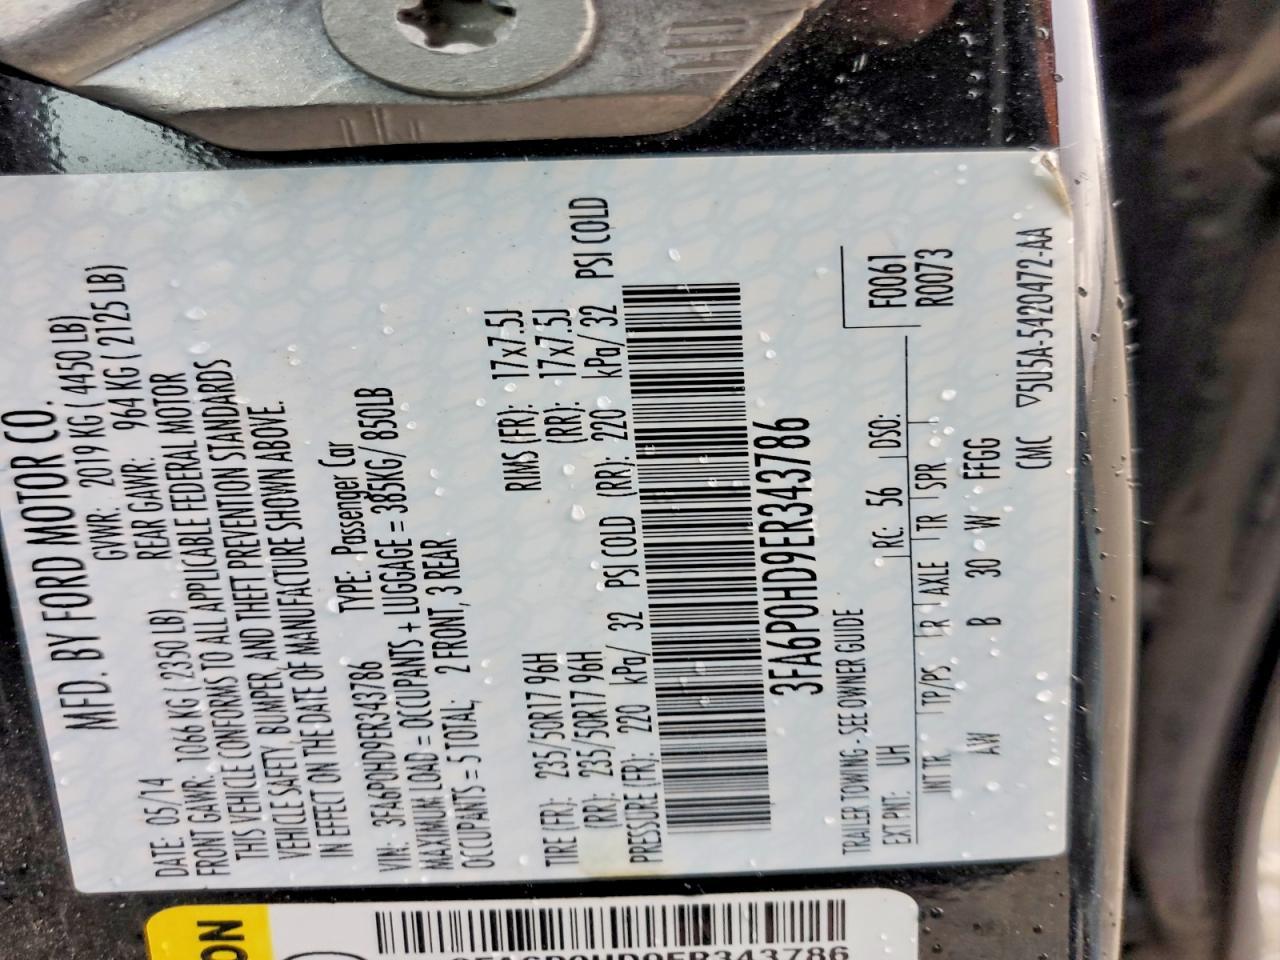 MFD. BY FORD MOTOR CO.
DATE: 05/14 GVWR: 2019 KG ( 4450 LB)
FRONT GAWR: 1066 KG ( 2350 LB) REAR GAWR: 964 KG ( 2125 LB)
THIS VEHICLE CONFORMS TO ALL APPLICABLE FEDERAL MOTOR
VEHICLE SAFETY, BUMPER, AND THEFT PREVENTION STANDARDS
IN EFFECT ON THE DATE OF MANUFACTURE SHOWN ABOVE.
VIN: 3FA6P0HD9ER343786 TYPE: Passenger Car
MAXIMUM LOAD = OCCUPANTS + LUGGAGE = 385KG/ 850LB
OCCUPANTS = 5 TOTAL; 2 FRONT, 3 REAR
TIRE (FR): 235/50R17 96H RIMS (FR): 17x7.5J
(RR): 235/50R17 96H (RR): 17x7.5J
PRESSURE (FR): 220 kPa/ 32 PSI COLD (RR): 220 kPa/ 32 PSI COLD
3FA6P0HD9ER343786
TRAILER TOWING - SEE OWNER GUIDE
F0061
R0073
EXT PNT: UH RC: 56 DSO:
INT TR TP/PS R AXLE TR SPR
AW B 30 W FFGG
CMC ▽5U5A-5420472-AA
ON
3FA6P0HD9ER343786